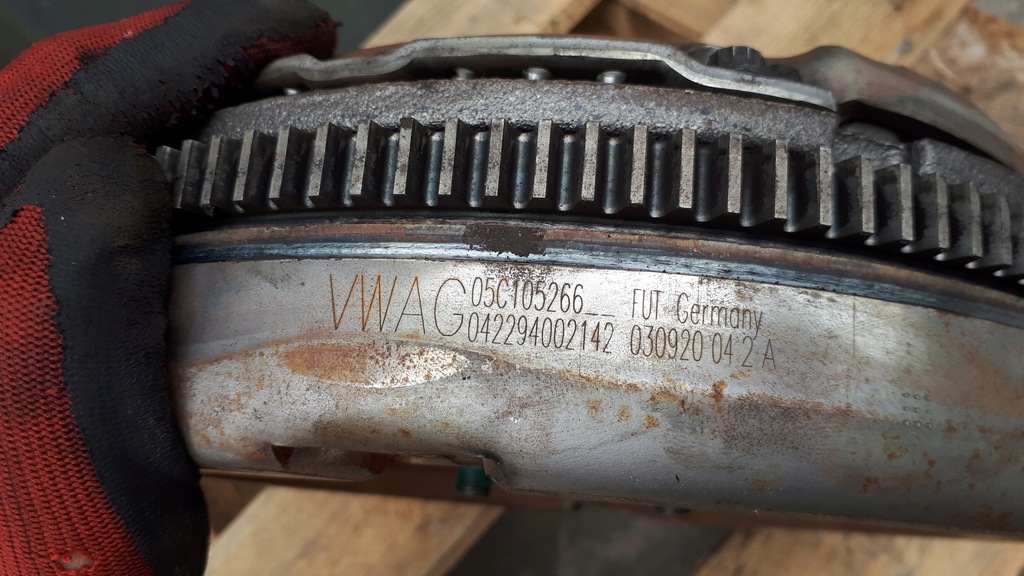 VWAG 05C105266__ FUT Germany
042294002142 030920 04 2 A